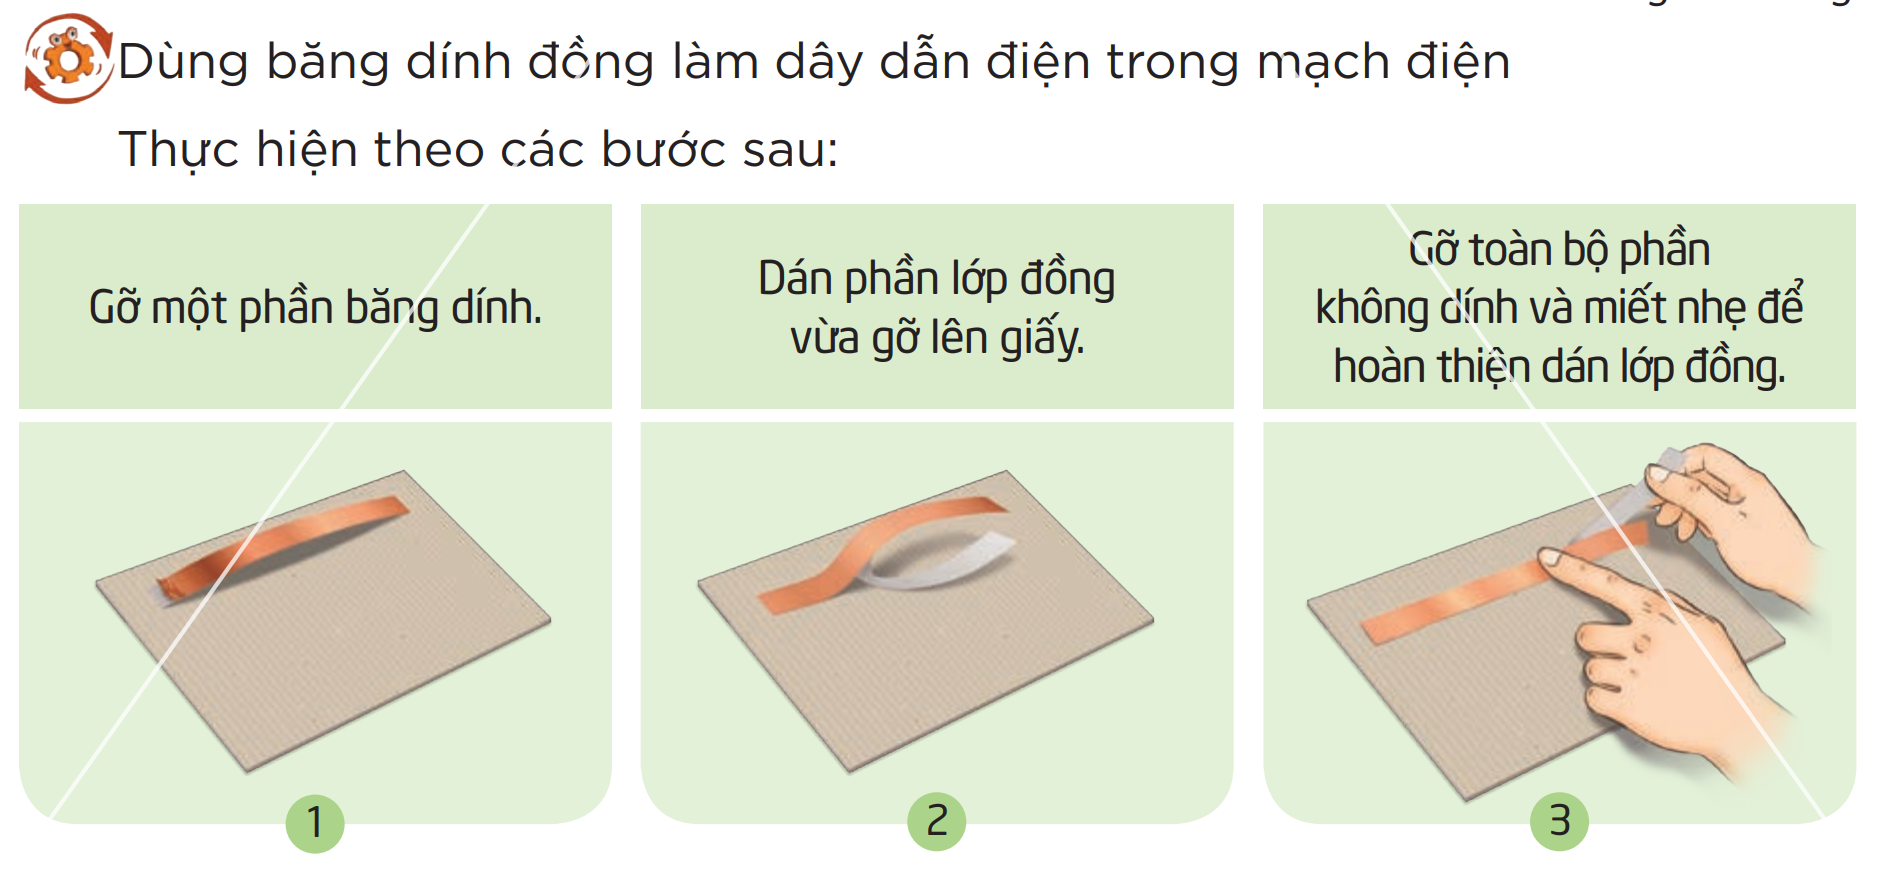 Dùng băng dính đồng làm dây dẫn điện trong mạch điện
Thực hiện theo các bước sau:
Gỡ một phần băng dính.
Dán phần lớp đồng
vừa gỡ lên giấy.
Gỡ toàn bộ phần
không dính và miết nhẹ để
hoàn thiện dán lớp đồng.
1
2
3